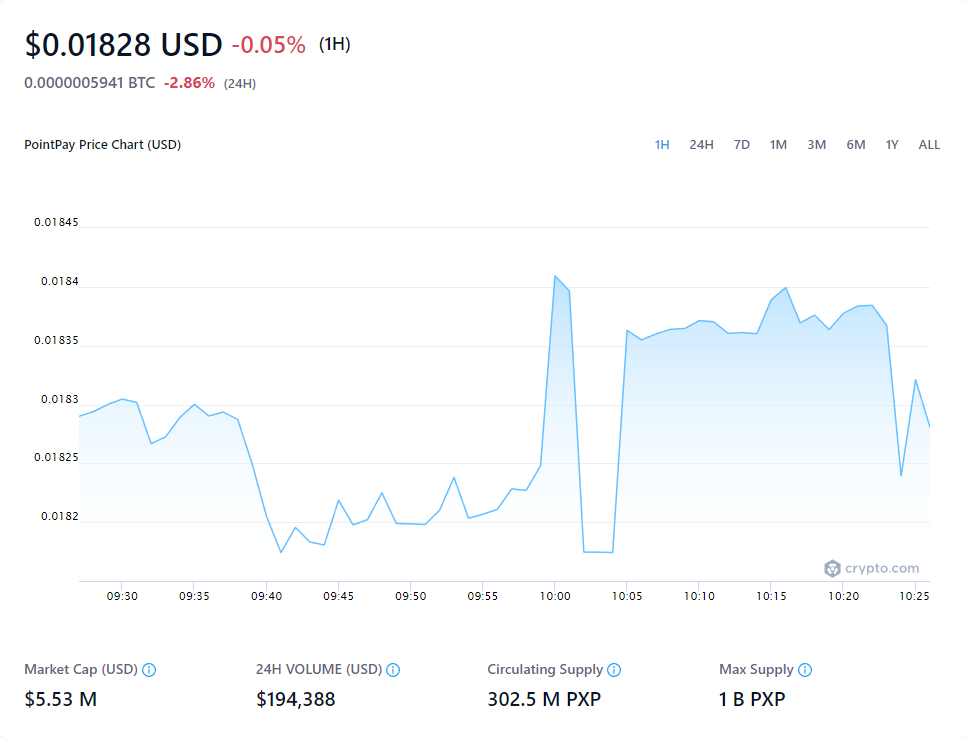 $0.01828 USD -0.05% (1H)
0.0000005941 BTC -2.86% (24H)
PointPay Price Chart (USD) 1H 24H 7D 1M 3M 6M 1Y ALL
0.01845
0.0184
0.01835
0.0183
0.01825
0.0182
crypto.com
09:30 09:35 09:40 09:45 09:50 09:55 10:00 10:05 10:10 10:15 10:20 10:25
Market Cap (USD) 24H VOLUME (USD) Circulating Supply Max Supply
$5.53 M $194,388 302.5 M PXP 1 B PXP